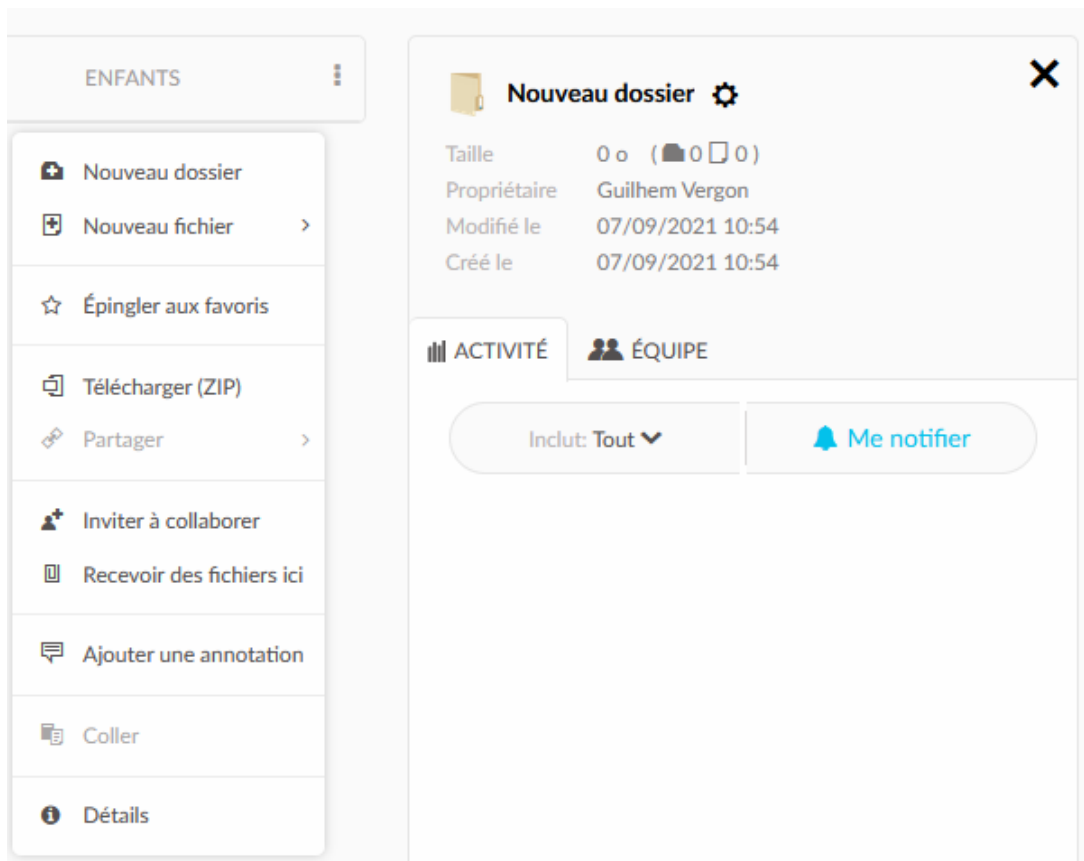 ENFANTS
Nouveau dossier
Nouveau fichier
Épingler aux favoris
Télécharger (ZIP)
Partager
Inviter à collaborer
Recevoir des fichiers ici
Ajouter une annotation
Coller
Détails
Nouveau dossier
Taille 0 o ( 0 0 )
Propriétaire Guilhem Vergon
Modifié le 07/09/2021 10:54
Créé le 07/09/2021 10:54
ACTIVITÉ ÉQUIPE
Inclut: Tout Me notifier